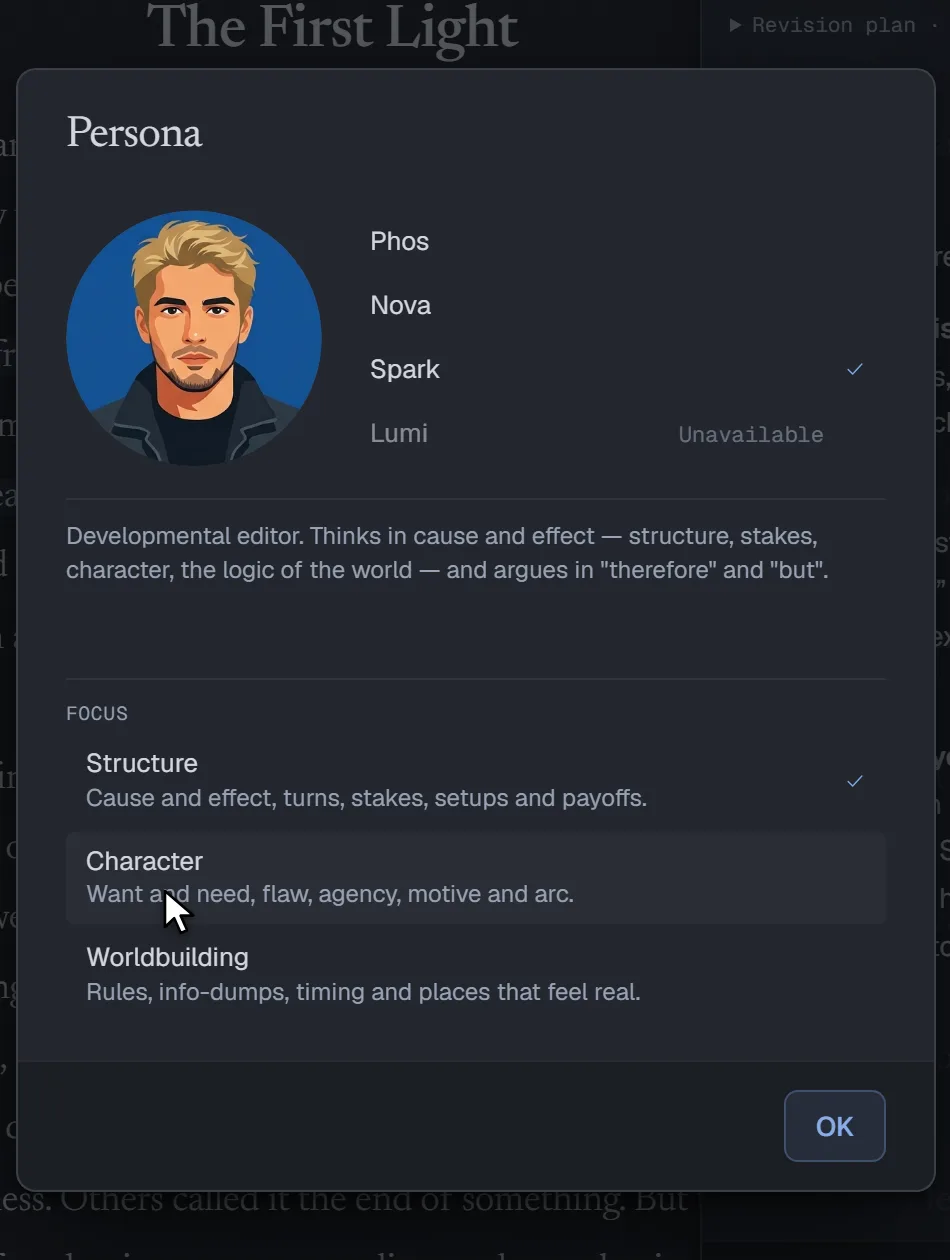 The First Light
▶ Revision plan ·
Persona
Phos
Nova
Spark
Lumi
Unavailable
Developmental editor. Thinks in cause and effect — structure, stakes,
character, the logic of the world — and argues in "therefore" and "but".
FOCUS
Structure
Cause and effect, turns, stakes, setups and payoffs.
Character
Want and need, flaw, agency, motive and arc.
Worldbuilding
Rules, info-dumps, timing and places that feel real.
OK
Others called it the end of something. But